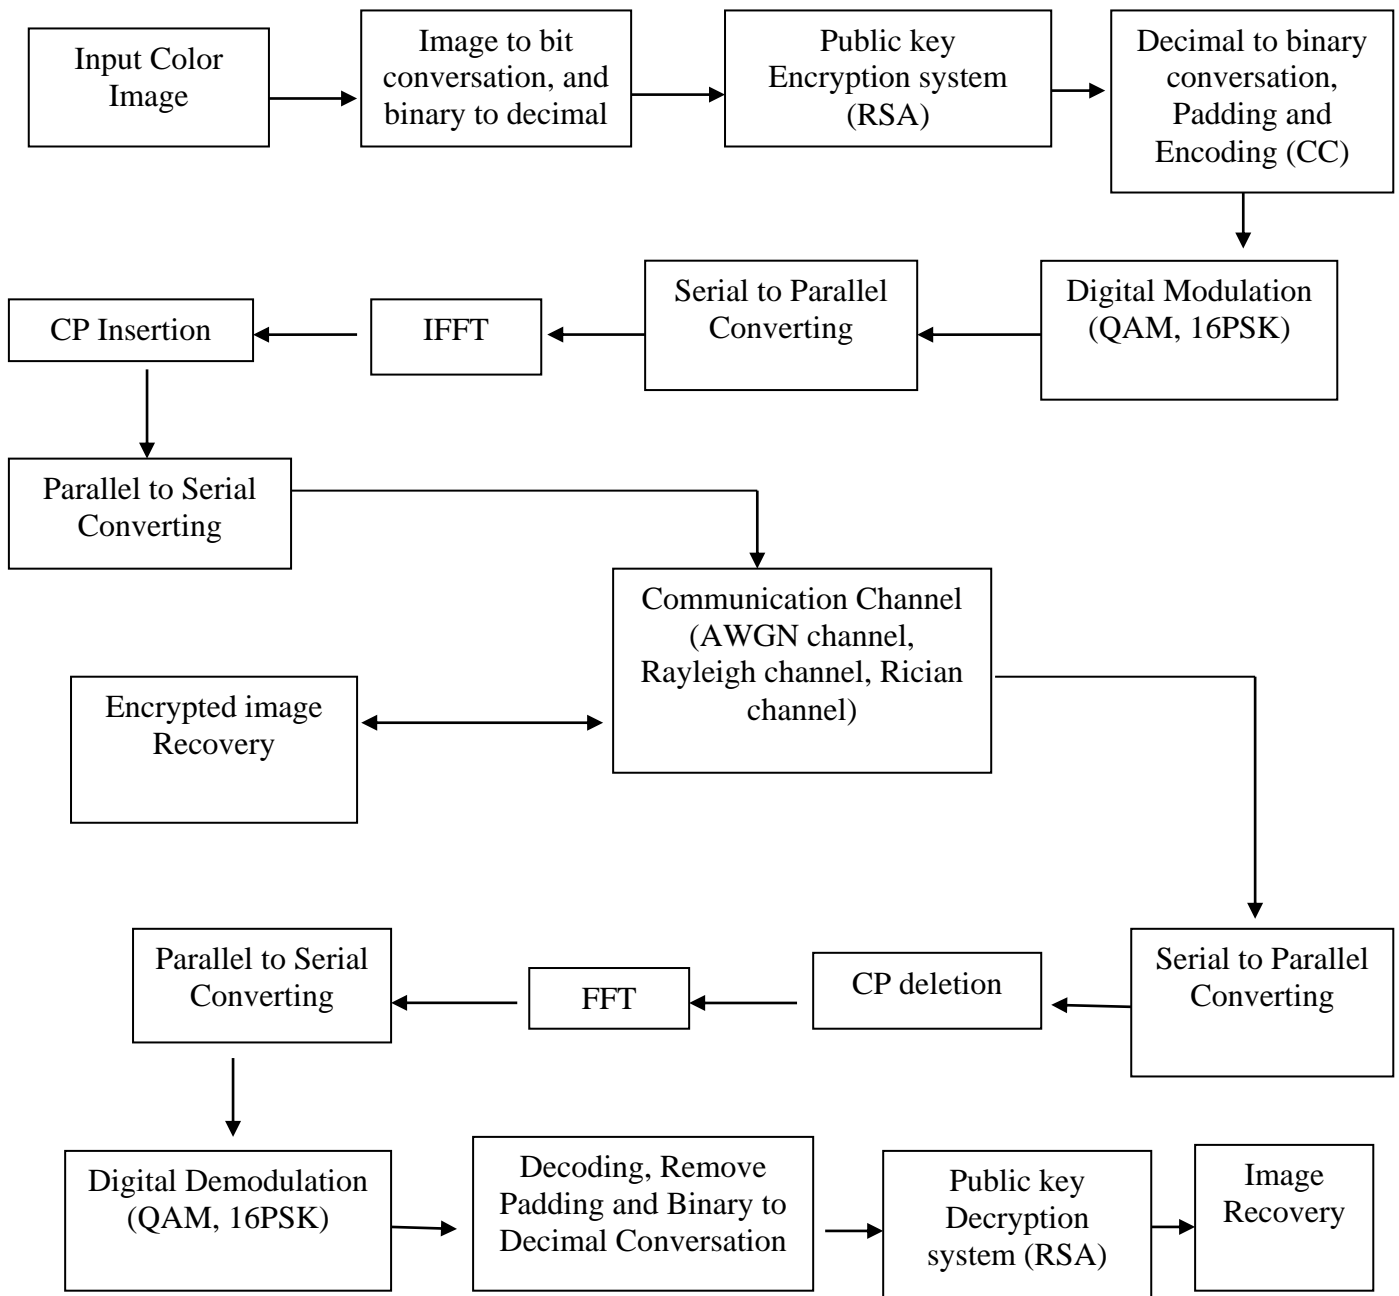 Input Color
Image
Image to bit
conversation, and
binary to decimal
Public key
Encryption system
(RSA)
Decimal to binary
conversation,
Padding and
Encoding (CC)
Digital Modulation
(QAM, 16PSK)
Serial to Parallel
Converting
IFFT
CP Insertion
Parallel to Serial
Converting
Communication Channel
(AWGN channel,
Rayleigh channel, Rician
channel)
Encrypted image
Recovery
Serial to Parallel
Converting
CP deletion
FFT
Parallel to Serial
Converting
Digital Demodulation
(QAM, 16PSK)
Decoding, Remove
Padding and Binary to
Decimal Conversation
Public key
Decryption
system (RSA)
Image
Recovery